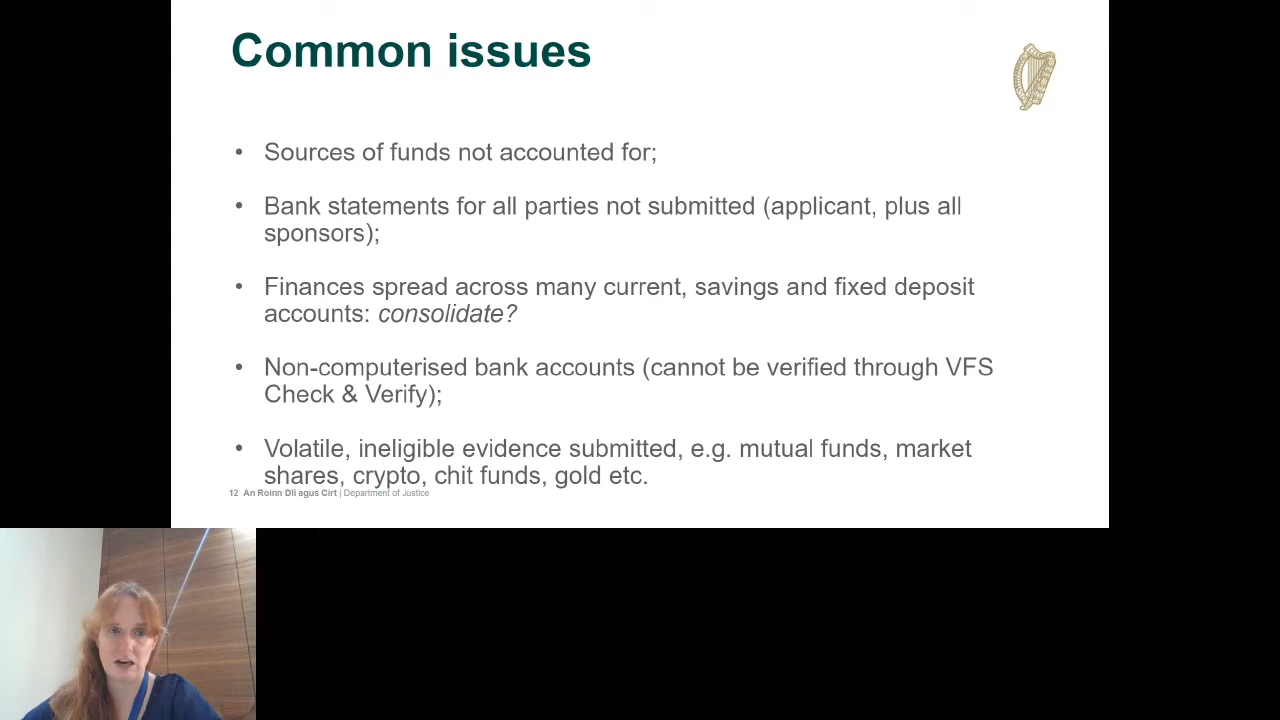 Common issues
• Sources of funds not accounted for;
• Bank statements for all parties not submitted (applicant, plus all
sponsors);
• Finances spread across many current, savings and fixed deposit
accounts: consolidate?
• Non-computerised bank accounts (cannot be verified through VFS
Check & Verify);
• Volatile, ineligible evidence submitted, e.g. mutual funds, market
shares, crypto, chit funds, gold etc.
12 An Roinn Dlí agus Cirt | Department of Justice